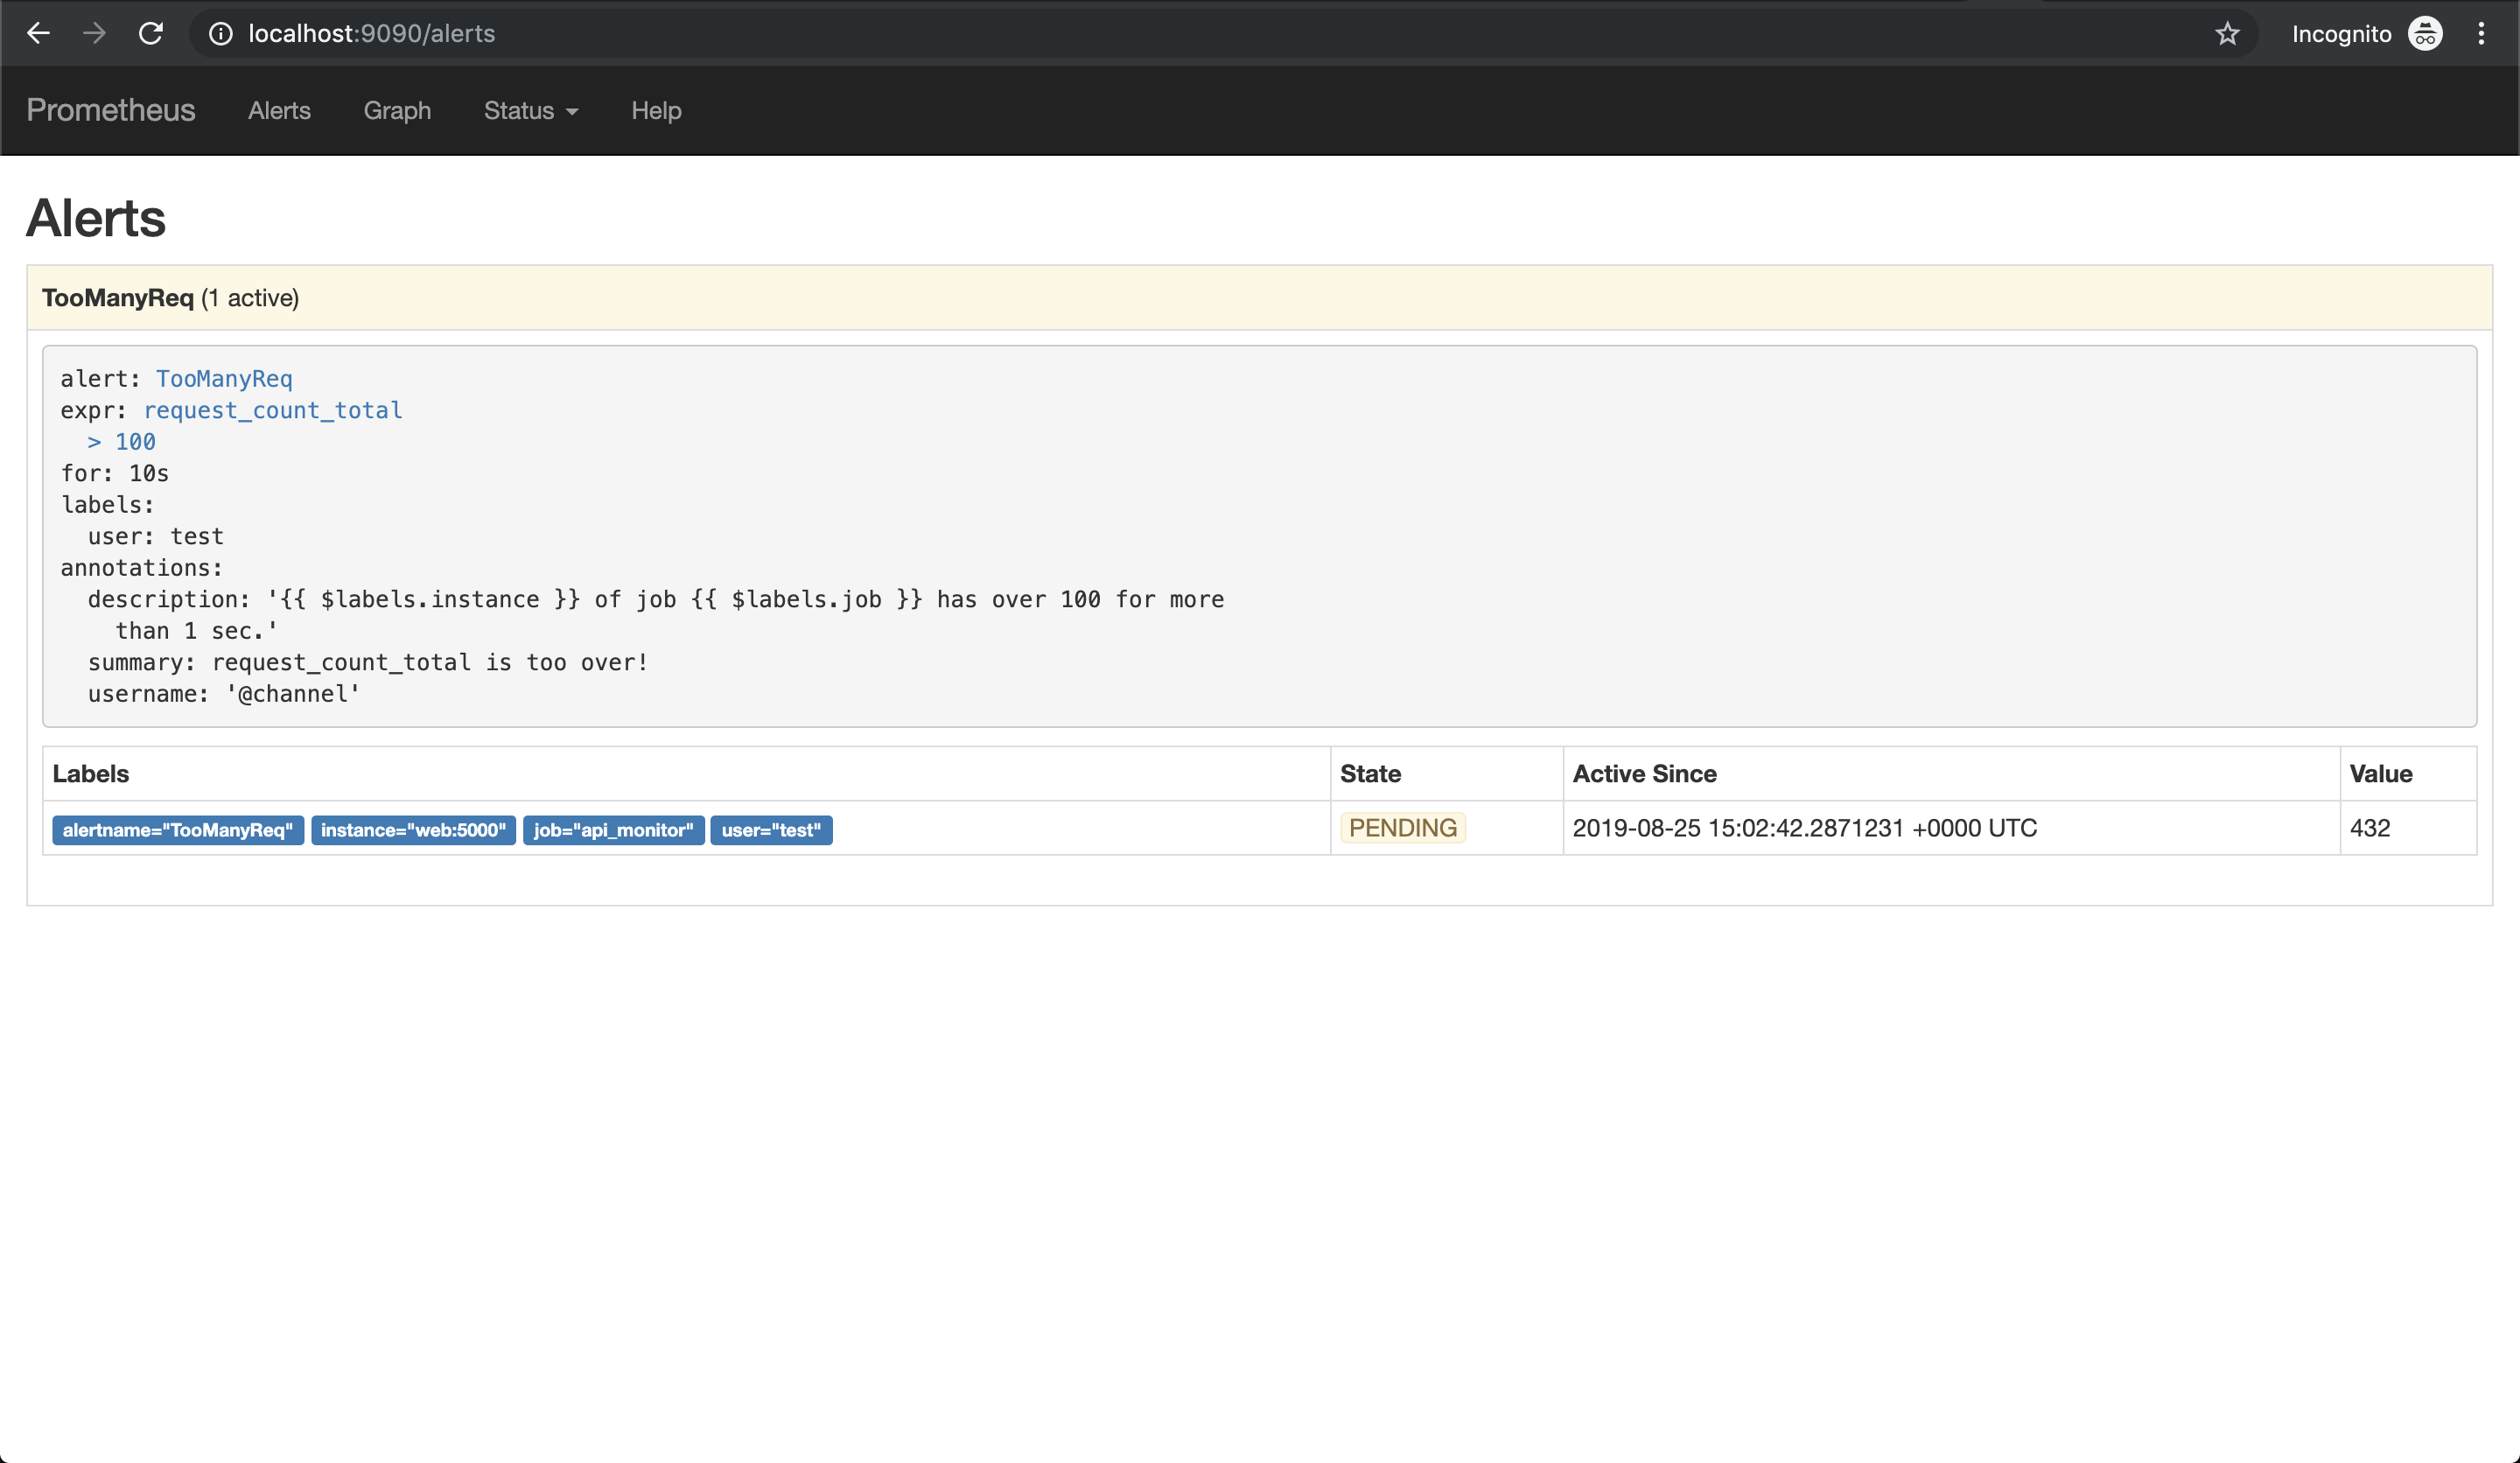 localhost:9090/alerts Incognito
Prometheus Alerts Graph Status Help
Alerts
TooManyReq (1 active)
alert: TooManyReq
expr: request_count_total
  > 100
for: 10s
labels:
  user: test
annotations:
  description: '{{ $labels.instance }} of job {{ $labels.job }} has over 100 for more
    than 1 sec.'
  summary: request_count_total is too over!
  username: '@channel'
Labels State Active Since Value
alertname="TooManyReq" instance="web:5000" job="api_monitor" user="test" PENDING 2019-08-25 15:02:42.2871231 +0000 UTC 432